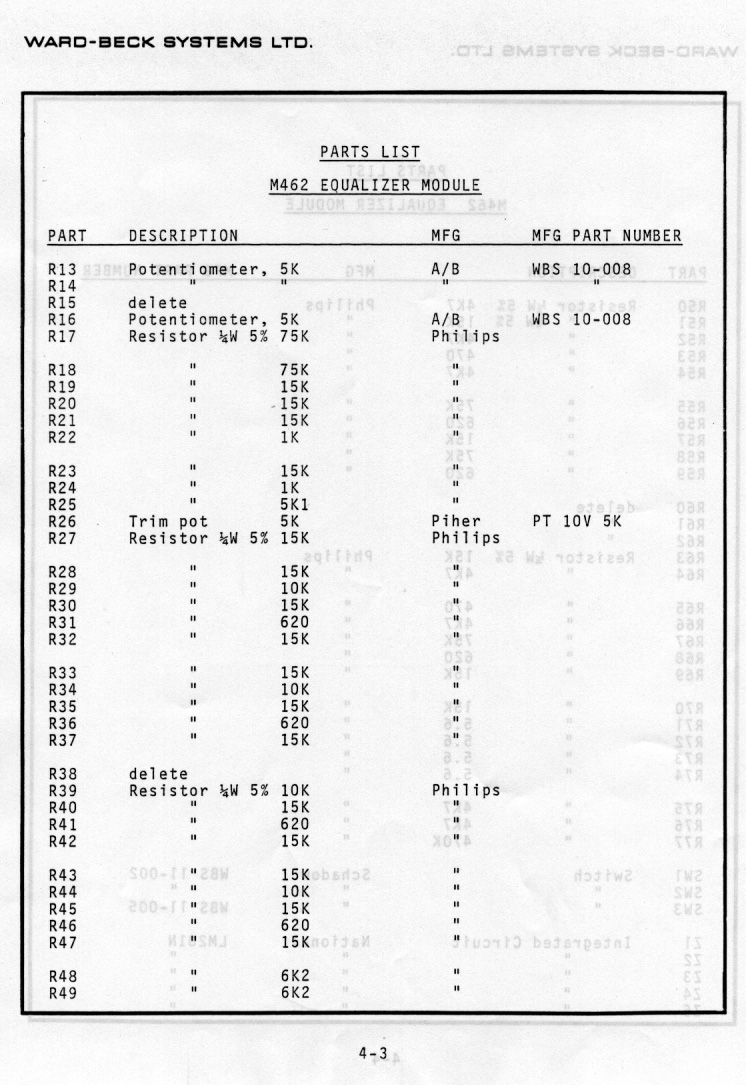 WARD-BECK SYSTEMS LTD.
PARTS LIST
M462 EQUALIZER MODULE
PART DESCRIPTION MFG MFG PART NUMBER
R13 Potentiometer, 5K A/B WBS 10-008
R14 " " " "
R15 delete
R16 Potentiometer, 5K A/B WBS 10-008
R17 Resistor ¼W 5% 75K Philips
R18 " 75K "
R19 " 15K "
R20 " 15K "
R21 " 15K "
R22 " 1K "
R23 " 15K "
R24 " 1K "
R25 " 5K1 "
R26 Trim pot 5K Piher PT 10V 5K
R27 Resistor ¼W 5% 15K Philips
R28 " 15K "
R29 " 10K "
R30 " 15K "
R31 " 620 "
R32 " 15K "
R33 " 15K "
R34 " 10K "
R35 " 15K "
R36 " 620 "
R37 " 15K "
R38 delete
R39 Resistor ¼W 5% 10K Philips
R40 " 15K "
R41 " 620 "
R42 " 15K "
R43 " 15K "
R44 " 10K "
R45 " 15K "
R46 " 620 "
R47 " 15K "
R48 " 6K2 "
R49 " 6K2 "
4-3